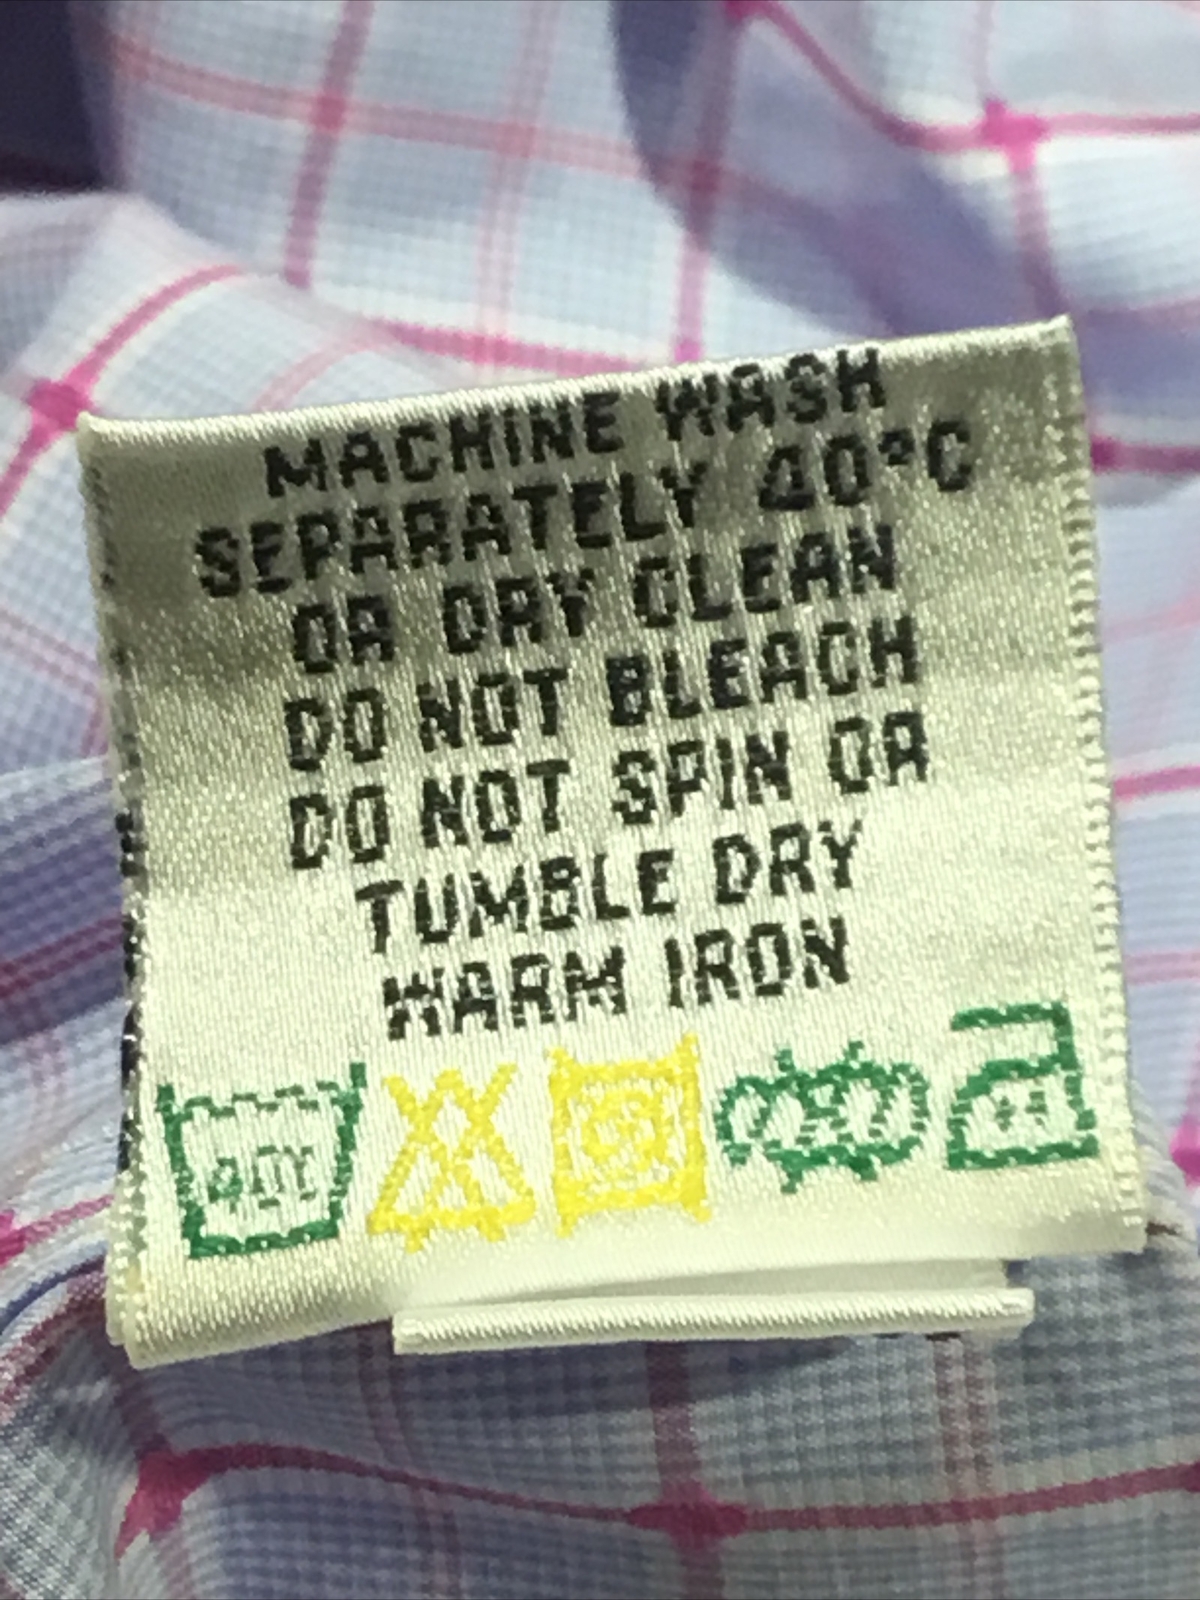 MACHINE WASH
SEPARATELY 40°C
OR DRY CLEAN
DO NOT BLEACH
DO NOT SPIN OR
TUMBLE DRY
WARM IRON